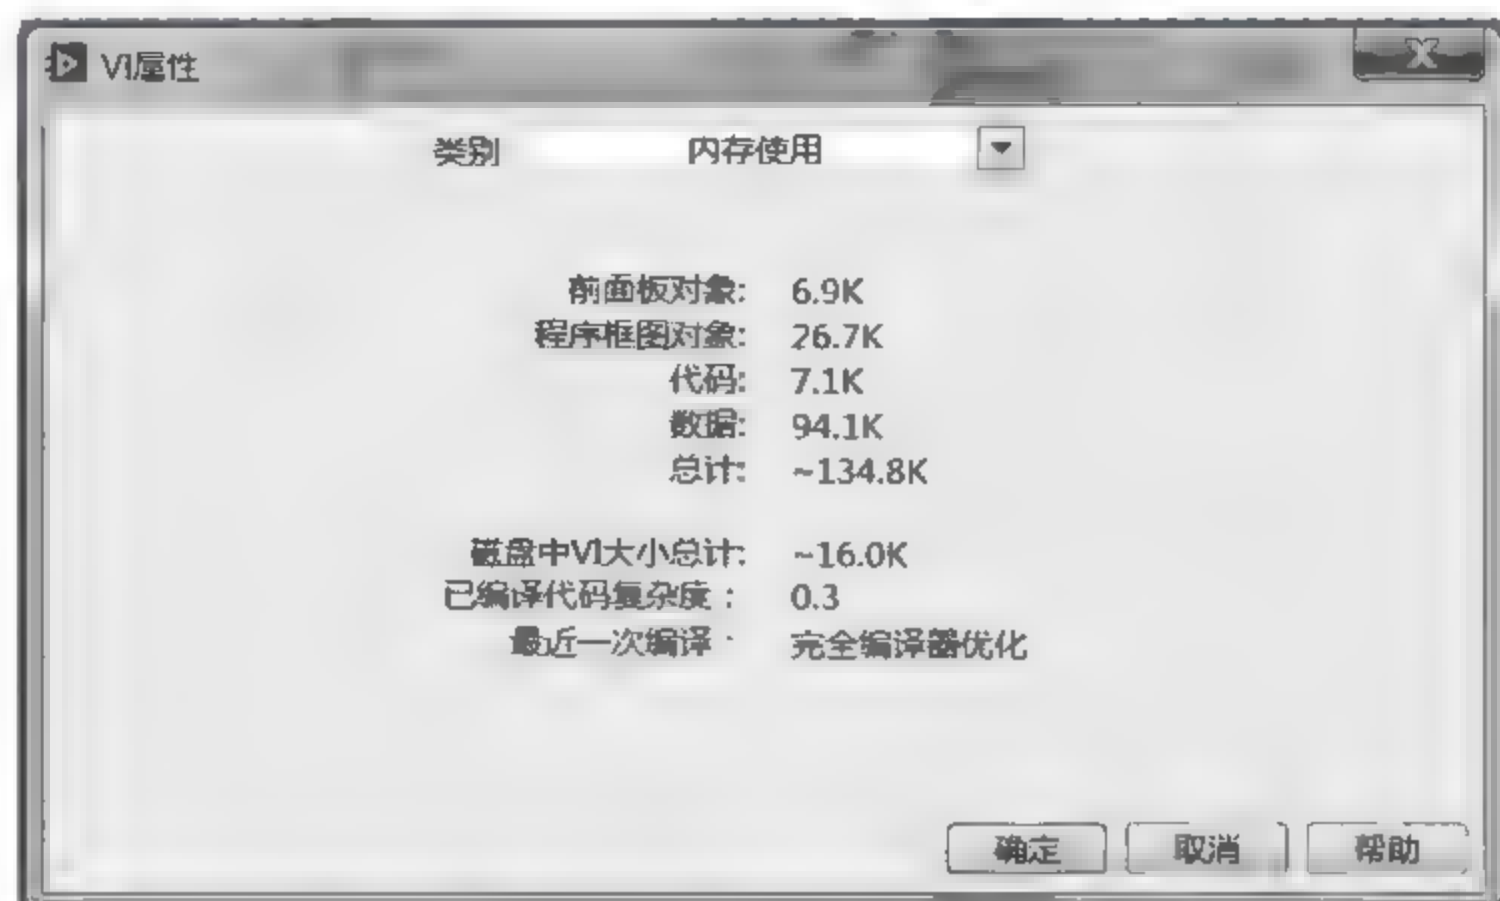 VI属性
类别 内存使用
前面板对象: 6.9K
程序框图对象: 26.7K
代码: 7.1K
数据: 94.1K
总计: ~134.8K
磁盘中VI大小总计: ~16.0K
已编译代码复杂度： 0.3
最近一次编译： 完全编译器优化
确定 取消 帮助